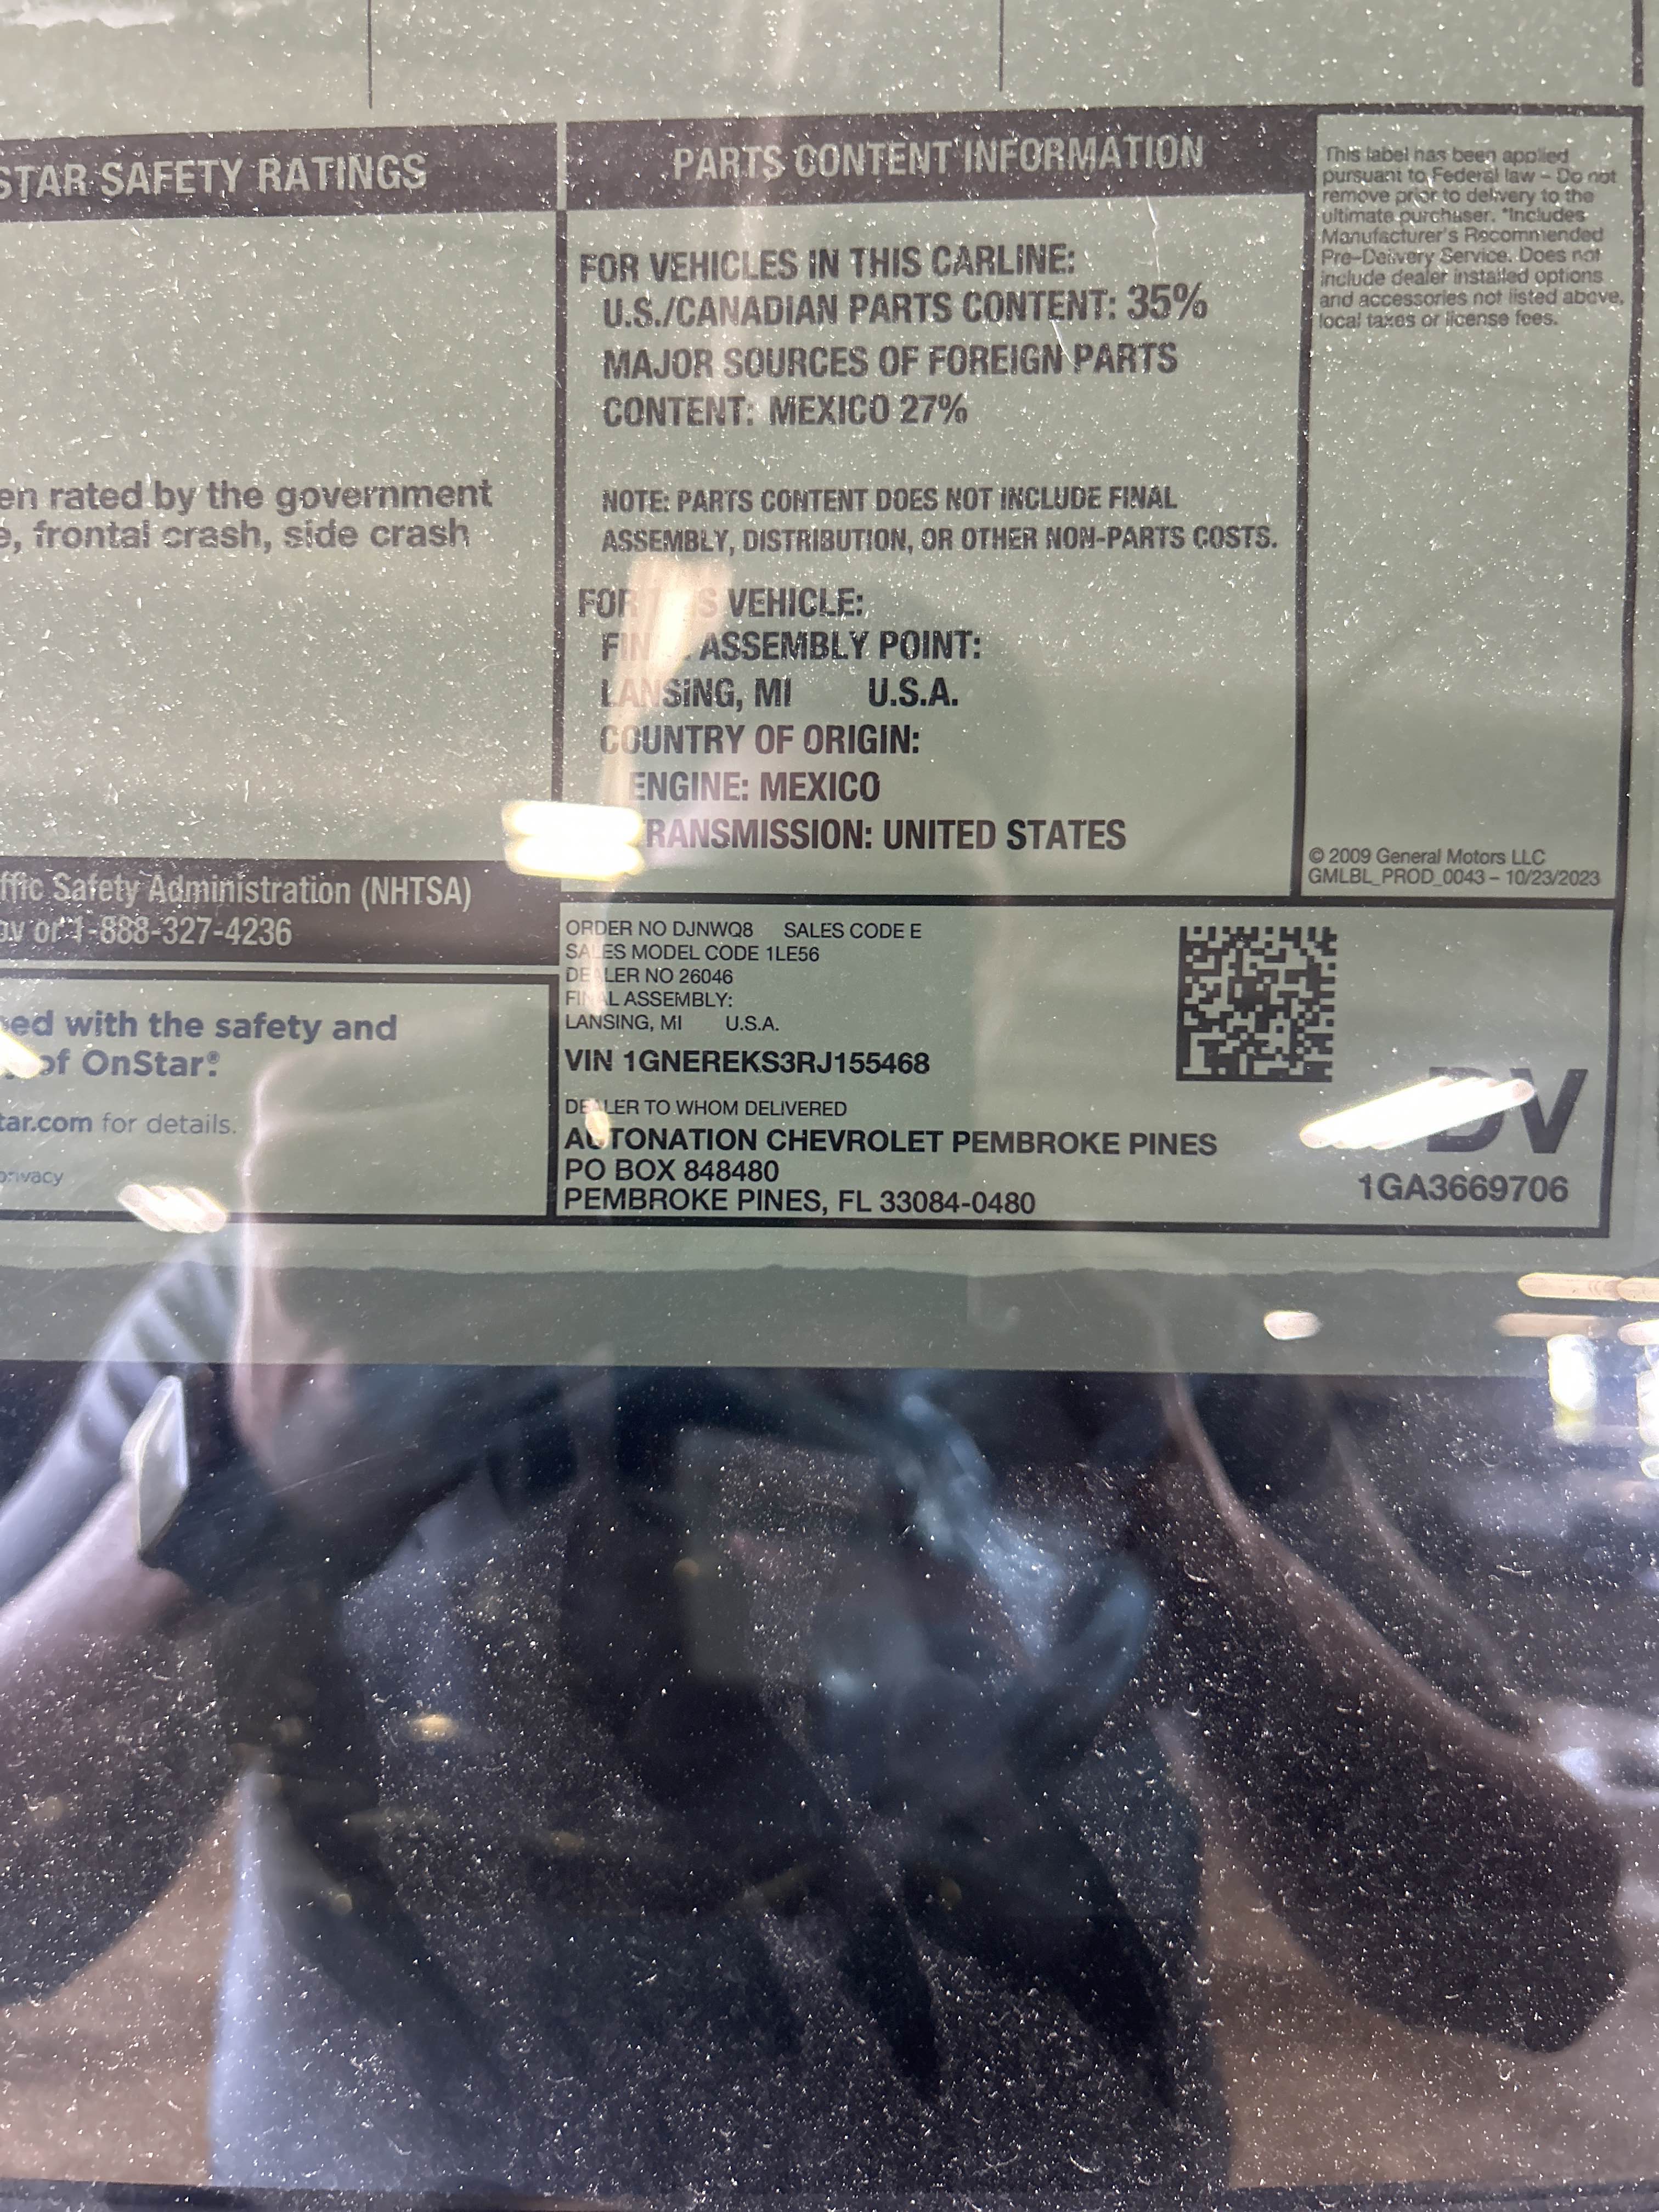 STAR SAFETY RATINGS
en rated by the government
frontal crash, side crash
ffic Safety Administration (NHTSA)
or 1-888-327-4236
ed with the safety and
of OnStar®.
tar.com for details.
privacy
PARTS CONTENT INFORMATION
FOR VEHICLES IN THIS CARLINE:
U.S./CANADIAN PARTS CONTENT: 35%
MAJOR SOURCES OF FOREIGN PARTS
CONTENT: MEXICO 27%
NOTE: PARTS CONTENT DOES NOT INCLUDE FINAL
ASSEMBLY, DISTRIBUTION, OR OTHER NON-PARTS COSTS.
FOR THIS VEHICLE:
FINAL ASSEMBLY POINT:
LANSING, MI U.S.A.
COUNTRY OF ORIGIN:
ENGINE: MEXICO
TRANSMISSION: UNITED STATES
This label has been applied
pursuant to Federal law – Do not
remove prior to delivery to the
ultimate purchaser. *Includes
Manufacturer's Recommended
Pre-Delivery Service. Does not
include dealer installed options
and accessories not listed above,
local taxes or license fees.
© 2009 General Motors LLC
GMLBL_PROD_0043 – 10/23/2023
ORDER NO DJNWQ8 SALES CODE E
SALES MODEL CODE 1LE56
DEALER NO 26046
FINAL ASSEMBLY:
LANSING, MI U.S.A.
VIN 1GNEREKS3RJ155468
DEALER TO WHOM DELIVERED
AUTONATION CHEVROLET PEMBROKE PINES
PO BOX 848480
PEMBROKE PINES, FL 33084-0480
DV
1GA3669706